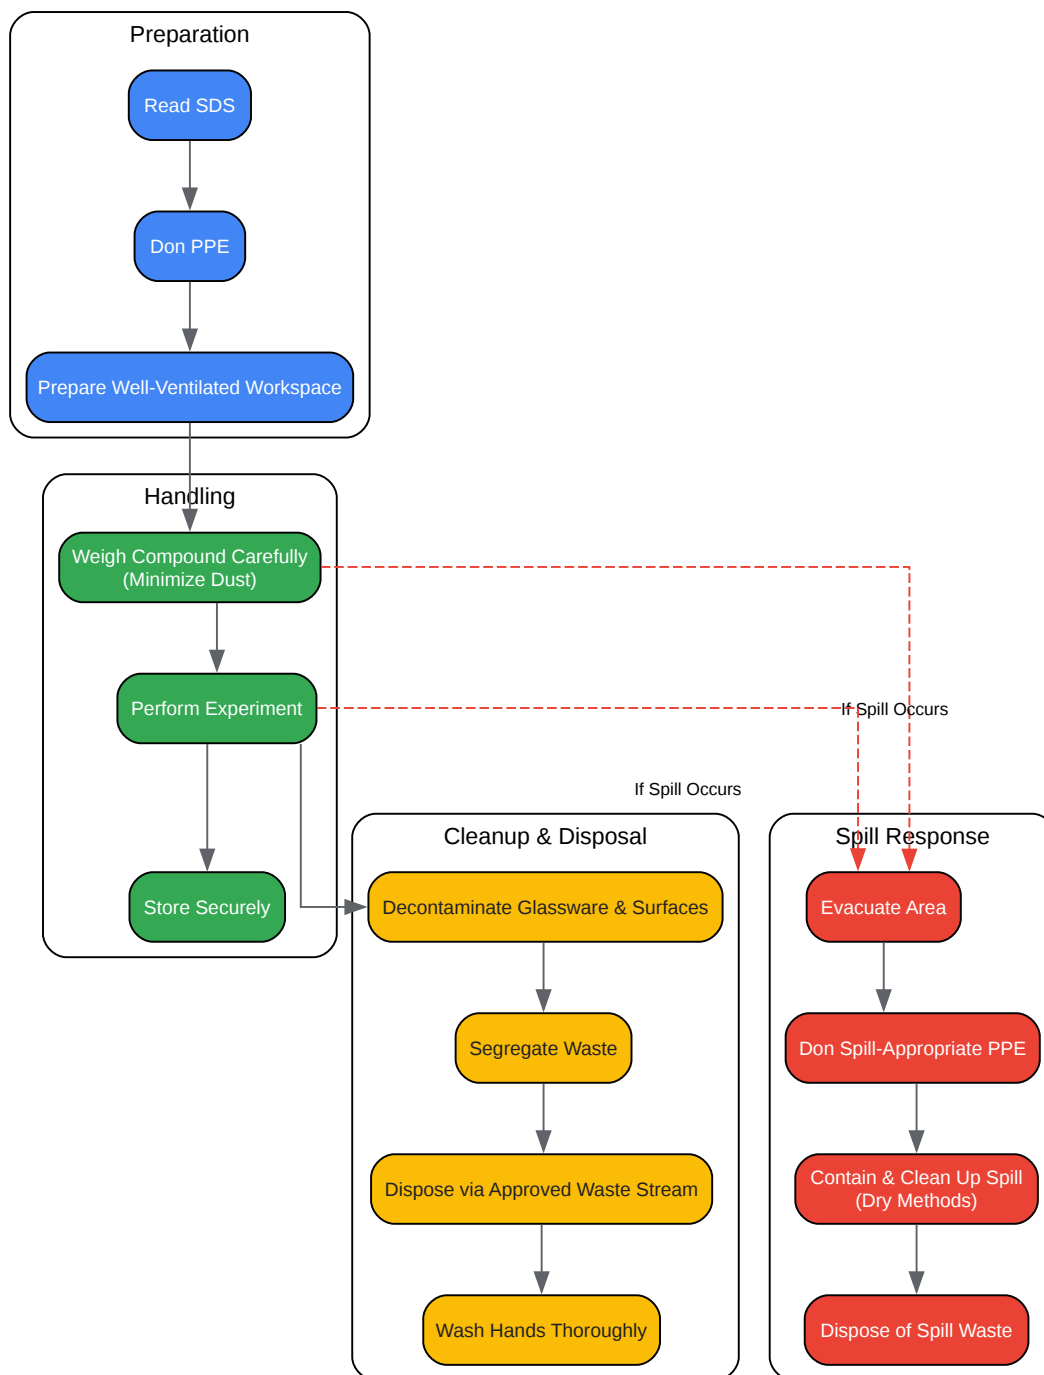 Preparation
Read SDS
Don PPE
Prepare Well-Ventilated Workspace
Handling
Weigh Compound Carefully
(Minimize Dust)
Perform Experiment
If Spill Occurs
If Spill Occurs
Store Securely
Cleanup & Disposal
Decontaminate Glassware & Surfaces
Segregate Waste
Dispose via Approved Waste Stream
Wash Hands Thoroughly
Spill Response
Evacuate Area
Don Spill-Appropriate PPE
Contain & Clean Up Spill
(Dry Methods)
Dispose of Spill Waste